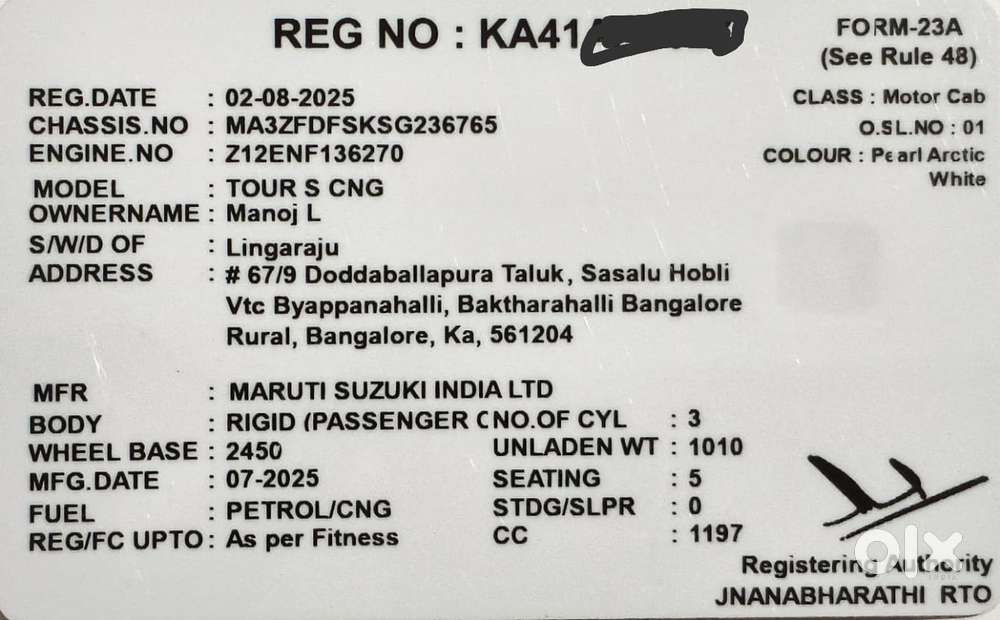 REG NO : KA41
FORM-23A
(See Rule 48)
REG.DATE : 02-08-2025
CLASS : Motor Cab
CHASSIS.NO : MA3ZFDFSKSG236765
O.SL.NO : 01
ENGINE.NO : Z12ENF136270
COLOUR : Pearl Arctic
White
MODEL : TOUR S CNG
OWNERNAME : Manoj L
S/W/D OF : Lingaraju
ADDRESS : # 67/9 Doddaballapura Taluk, Sasalu Hobli
Vtc Byappanahalli, Baktharahalli Bangalore
Rural, Bangalore, Ka, 561204
MFR : MARUTI SUZUKI INDIA LTD
BODY : RIGID (PASSENGER C NO.OF CYL : 3
WHEEL BASE : 2450 UNLADEN WT : 1010
MFG.DATE : 07-2025 SEATING : 5
FUEL : PETROL/CNG STDG/SLPR : 0
REG/FC UPTO : As per Fitness CC : 1197
Registering Authority
JNANABHARATHI RTO
olx
INDIA